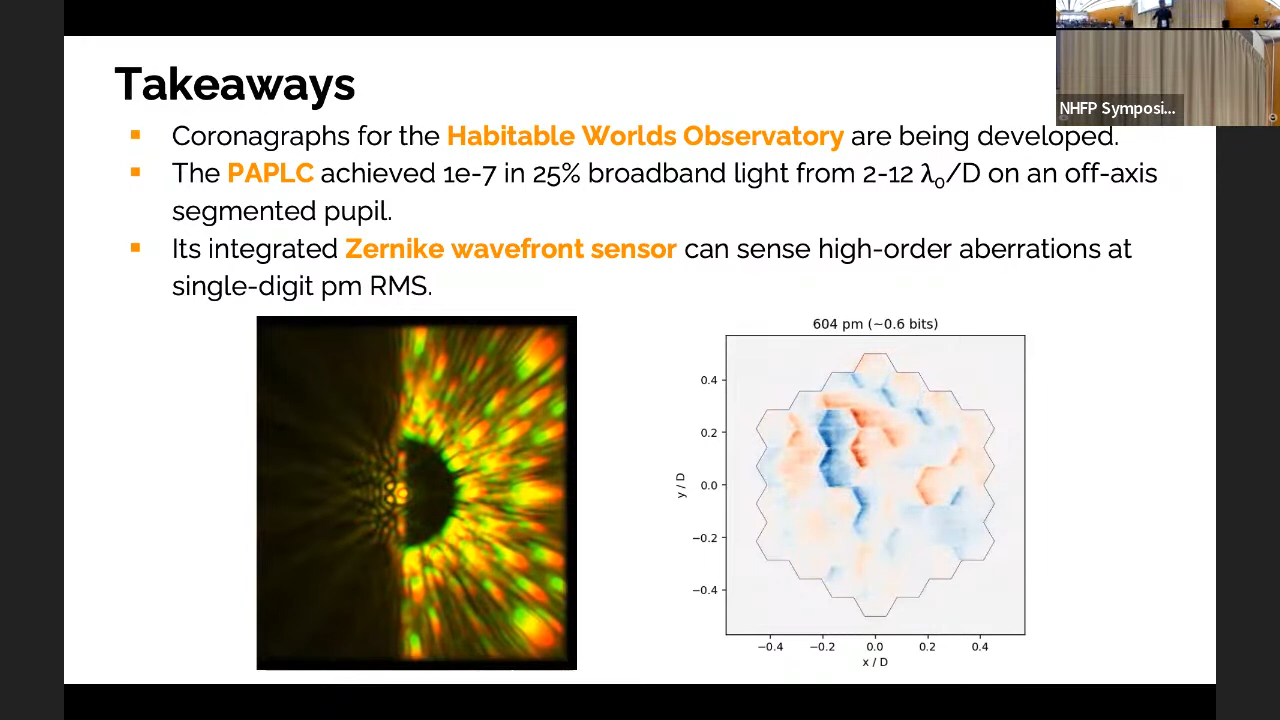 Takeaways
NHFP Symposi...
▪ Coronagraphs for the Habitable Worlds Observatory are being developed.
▪ The PAPLC achieved 1e-7 in 25% broadband light from 2-12 λ₀/D on an off-axis
segmented pupil.
▪ Its integrated Zernike wavefront sensor can sense high-order aberrations at
single-digit pm RMS.
604 pm (~0.6 bits)
0.4
0.2
0.0
−0.2
−0.4
y / D
−0.4 −0.2 0.0 0.2 0.4
x / D